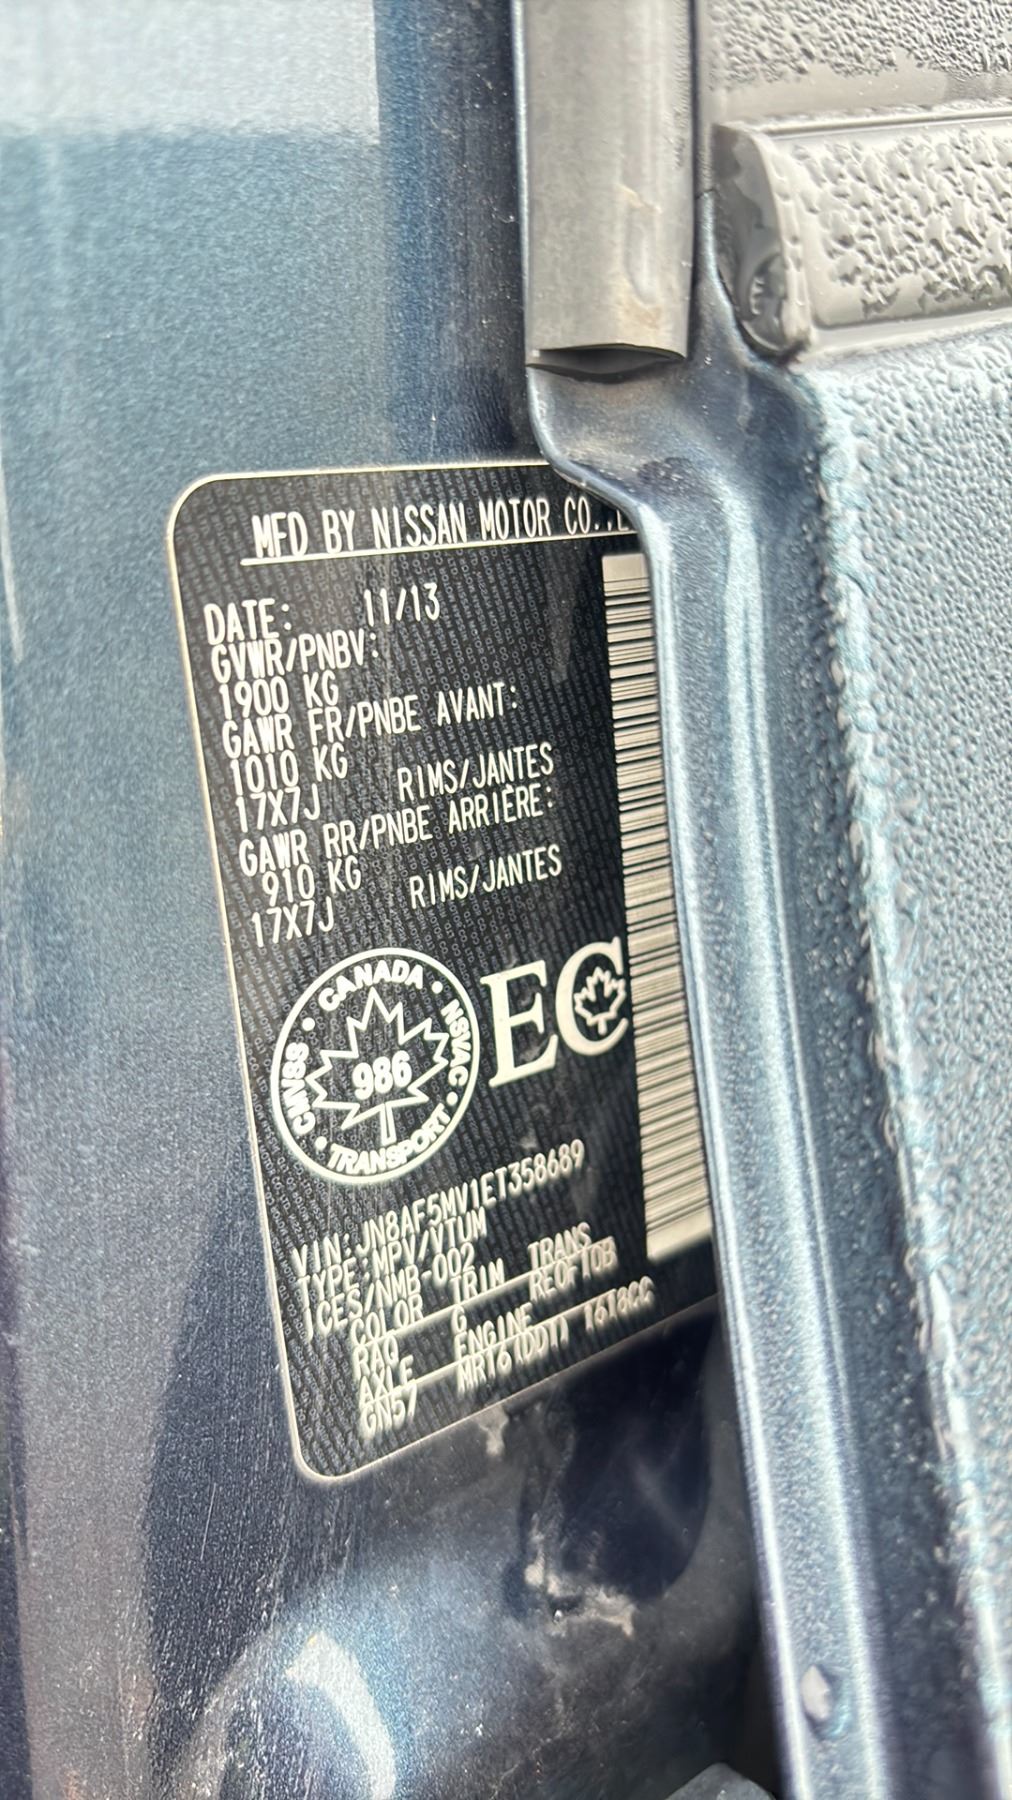 MFD BY NISSAN MOTOR CO.,L
DATE: 11/13
GVWR/PNBV:
1900 KG
GAWR FR/PNBE AVANT:
1010 KG
17X7J RIMS/JANTES
GAWR RR/PNBE ARRIÈRE:
910 KG
17X7J RIMS/JANTES
CANADA • NSVAC • TRANSPORT • CMVSS •
986
EC
VIN: JN8AF5MV1ET358689
TYPE:MPV/VTUM
ICES/NMB-002
COLOR TRIM TRANS
RAQ G
AXLE ENGINE
GN57 MR16(DDT) 1618CC